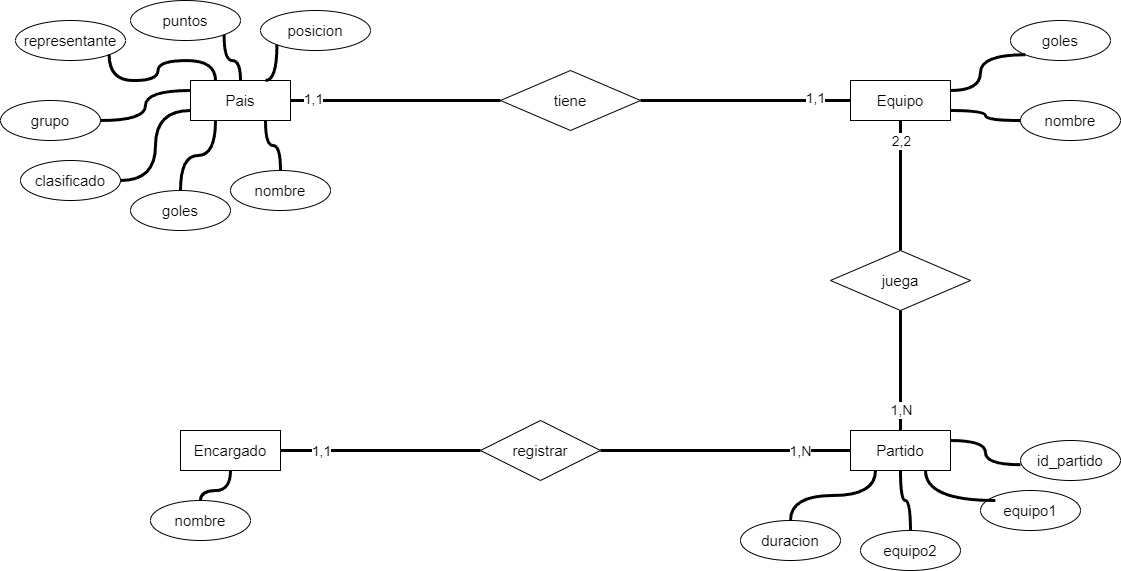 puntos
posicion
representante
goles
Pais
1,1
tiene
1,1
Equipo
grupo
nombre
2,2
clasificado
nombre
goles
juega
1,N
Encargado
1,1
registrar
1,N
Partido
id_partido
equipo1
nombre
duracion
equipo2